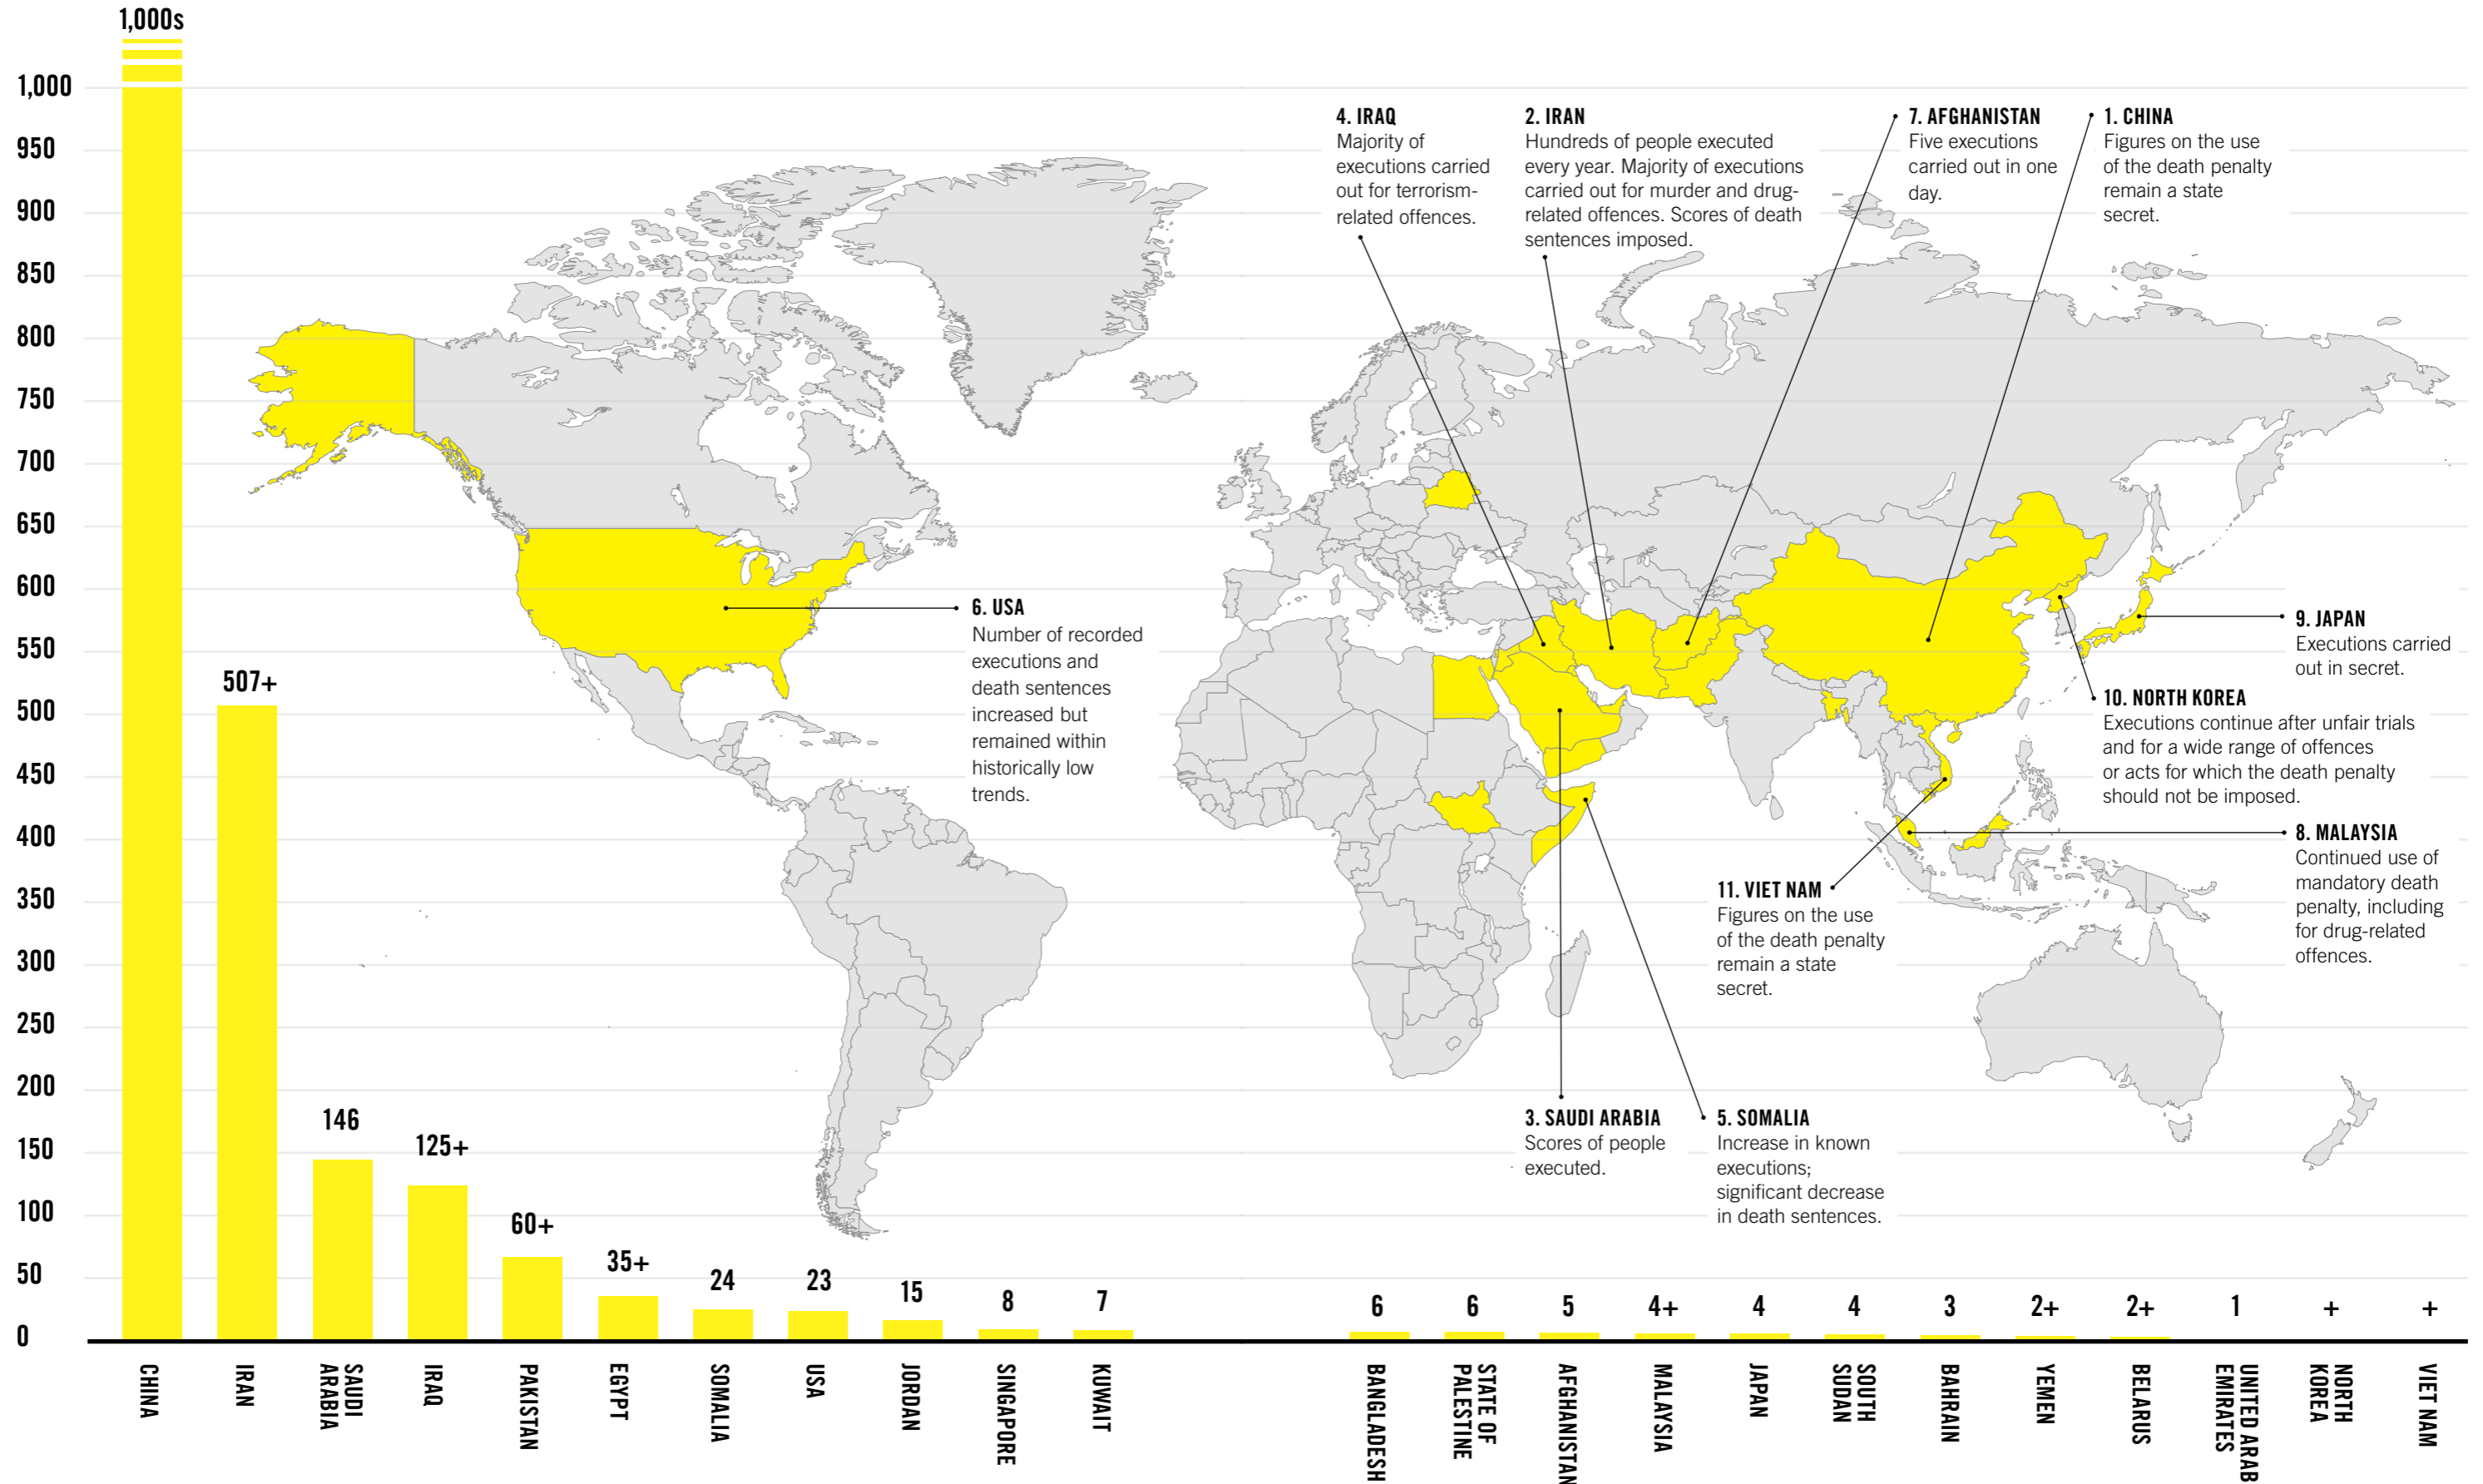 1,000s
1,000
950
900
850
800
750
700
650
600
550
500
450
400
350
300
250
200
150
100
50
0
4. IRAQ
Majority of
executions carried
out for terrorism-
related offences.
2. IRAN
Hundreds of people executed
every year. Majority of executions
carried out for murder and drug-
related offences. Scores of death
sentences imposed.
7. AFGHANISTAN
Five executions
carried out in one
day.
1. CHINA
Figures on the use
of the death penalty
remain a state
secret.
6. USA
Number of recorded
executions and
death sentences
increased but
remained within
historically low
trends.
9. JAPAN
Executions carried
out in secret.
10. NORTH KOREA
Executions continue after unfair trials
and for a wide range of offences
or acts for which the death penalty
should not be imposed.
8. MALAYSIA
Continued use of
mandatory death
penalty, including
for drug-related
offences.
11. VIET NAM
Figures on the use
of the death penalty
remain a state
secret.
3. SAUDI ARABIA
Scores of people
executed.
5. SOMALIA
Increase in known
executions;
significant decrease
in death sentences.
507+
146
125+
60+
35+
24
23
15
8
7
6
6
5
4+
4
4
3
2+
2+
1
+
+
CHINA
IRAN
SAUDI
ARABIA
IRAQ
PAKISTAN
EGYPT
SOMALIA
USA
JORDAN
SINGAPORE
KUWAIT
BANGLADESH
STATE OF
PALESTINE
AFGHANISTAN
MALAYSIA
JAPAN
SOUTH
SUDAN
BAHRAIN
YEMEN
BELARUS
UNITED ARAB
EMIRATES
NORTH
KOREA
VIET NAM